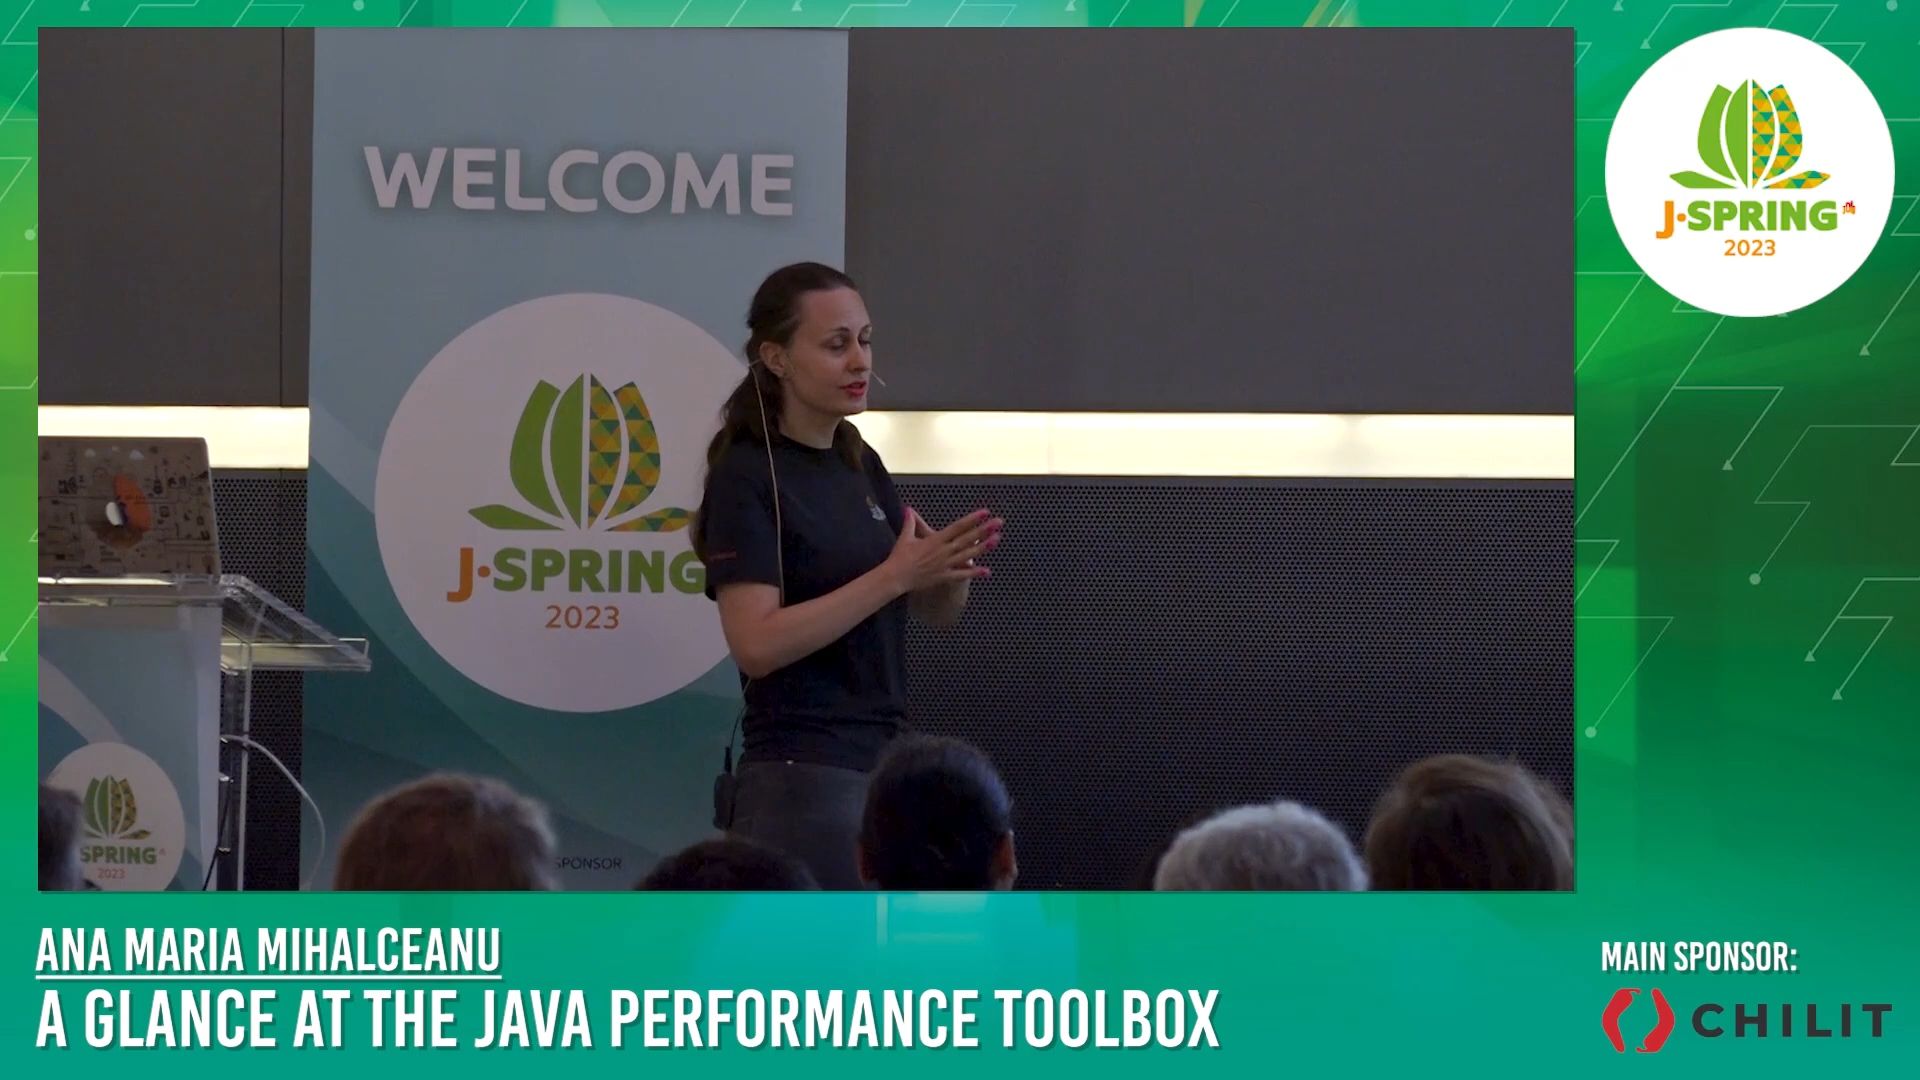 WELCOME
J·SPRING
2023
SPRING
2023
SPONSOR
J·SPRING
2023
ANA MARIA MIHALCEANU
A GLANCE AT THE JAVA PERFORMANCE TOOLBOX
MAIN SPONSOR:
CHILIT